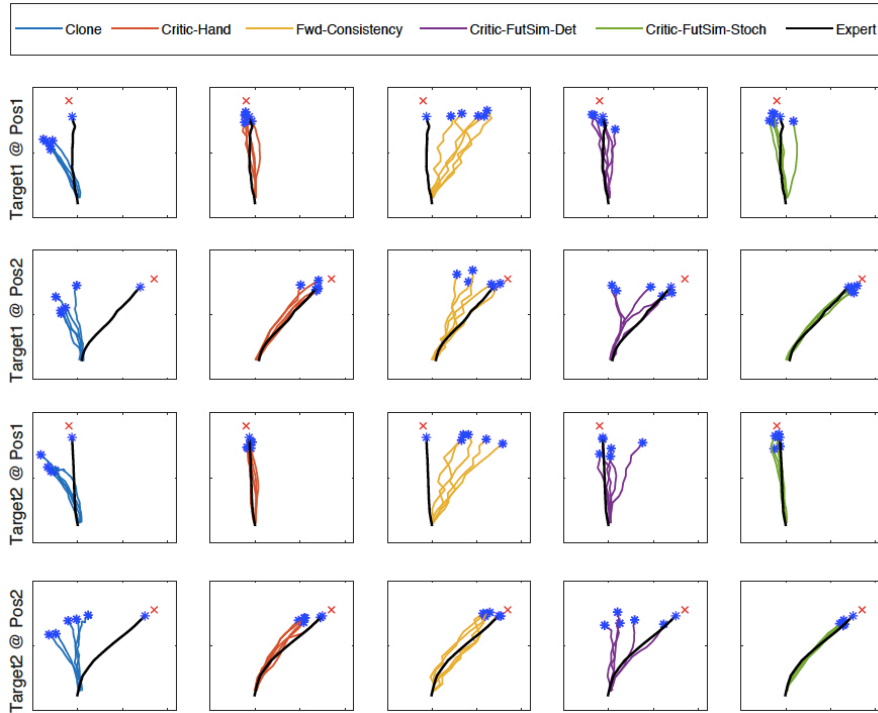 Clone Critic-Hand Fwd-Consistency Critic-FutSim-Det Critic-FutSim-Stoch Expert
Target1 @ Pos1
Target1 @ Pos2
Target2 @ Pos1
Target2 @ Pos2